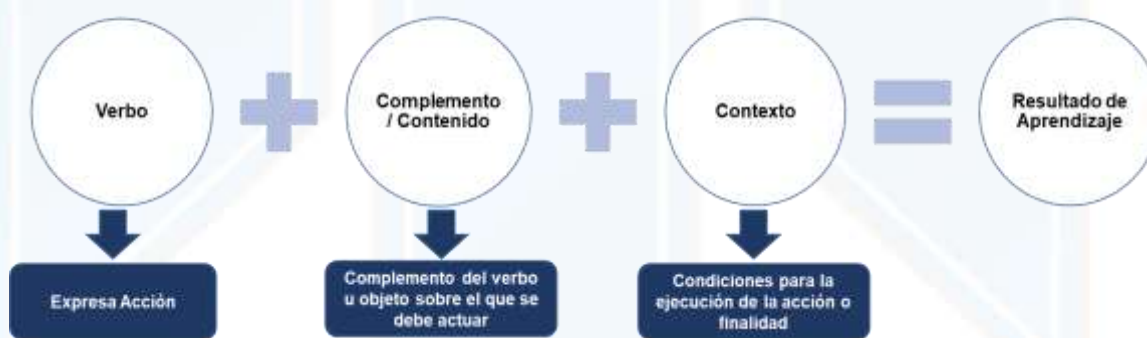 Verbo
Complemento
/ Contenido
Contexto
Resultado de
Aprendizaje
Expresa Acción
Complemento del verbo
u objeto sobre el que se
debe actuar
Condiciones para la
ejecución de la acción o
finalidad